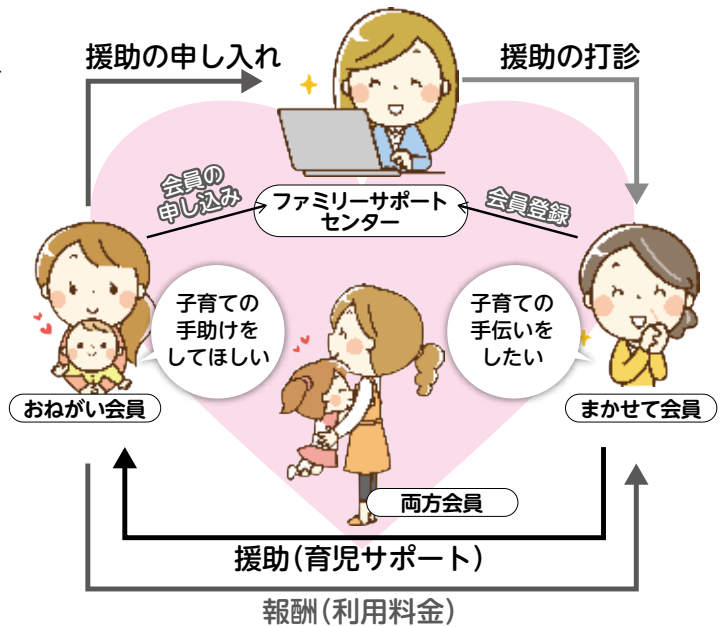 援助の申し入れ
援助の打診
会員の
申し込み
ファミリーサポート
センター
会員登録
子育ての
手助けを
してほしい
子育ての
手伝いを
したい
おねがい会員
まかせて会員
両方会員
援助(育児サポート)
報酬(利用料金)